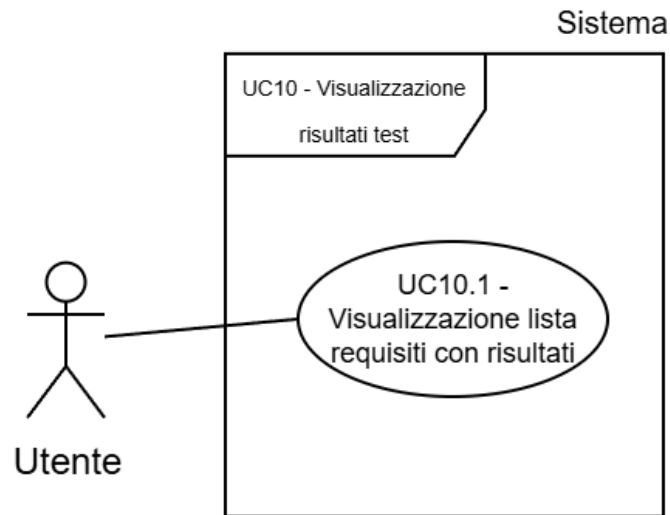 Sistema
UC10 - Visualizzazione
risultati test
UC10.1 -
Visualizzazione lista
requisiti con risultati
Utente